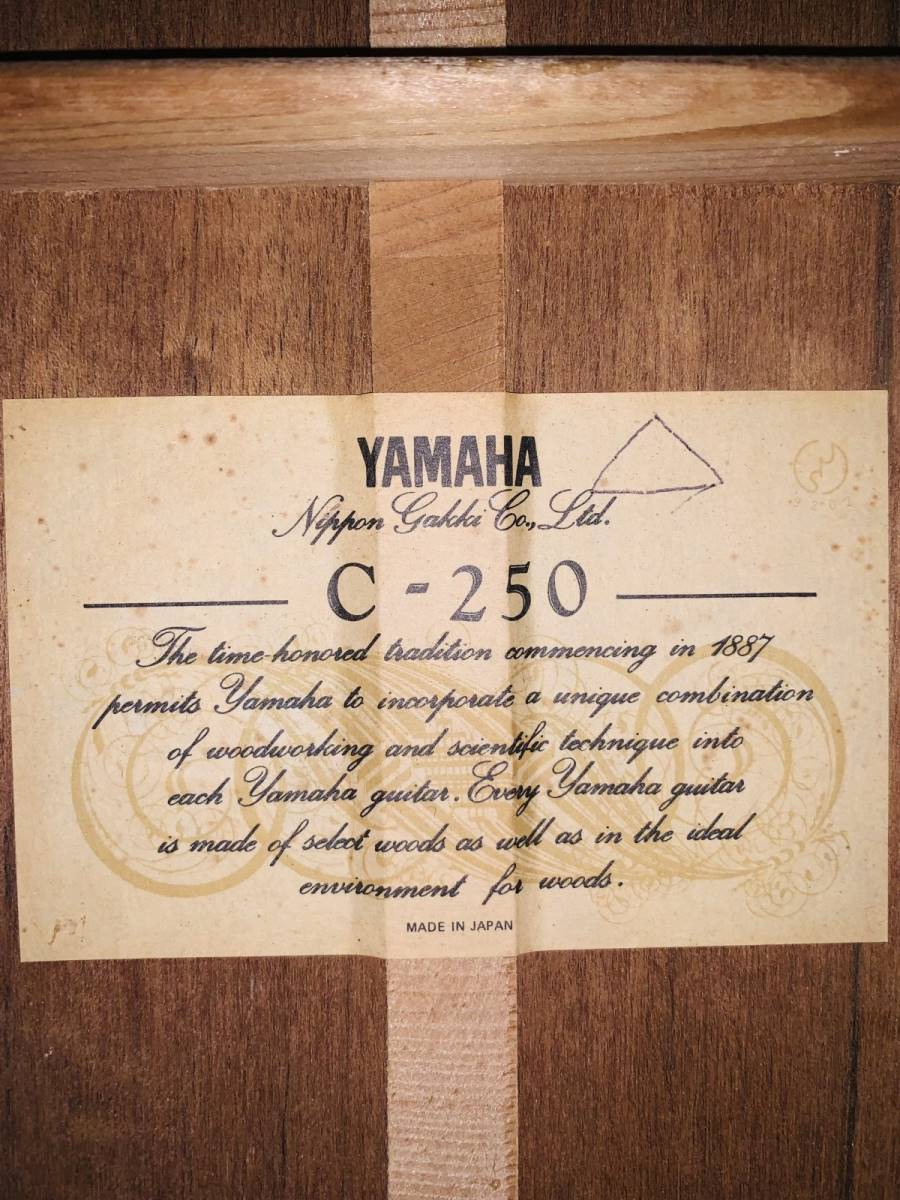 YAMAHA
Nippon Gakki Co., Ltd.
C - 250
The time-honored tradition commencing in 1887
permits Yamaha to incorporate a unique combination
of woodworking and scientific technique into
each Yamaha guitar. Every Yamaha guitar
is made of select woods as well as in the ideal
environment for woods.
MADE IN JAPAN